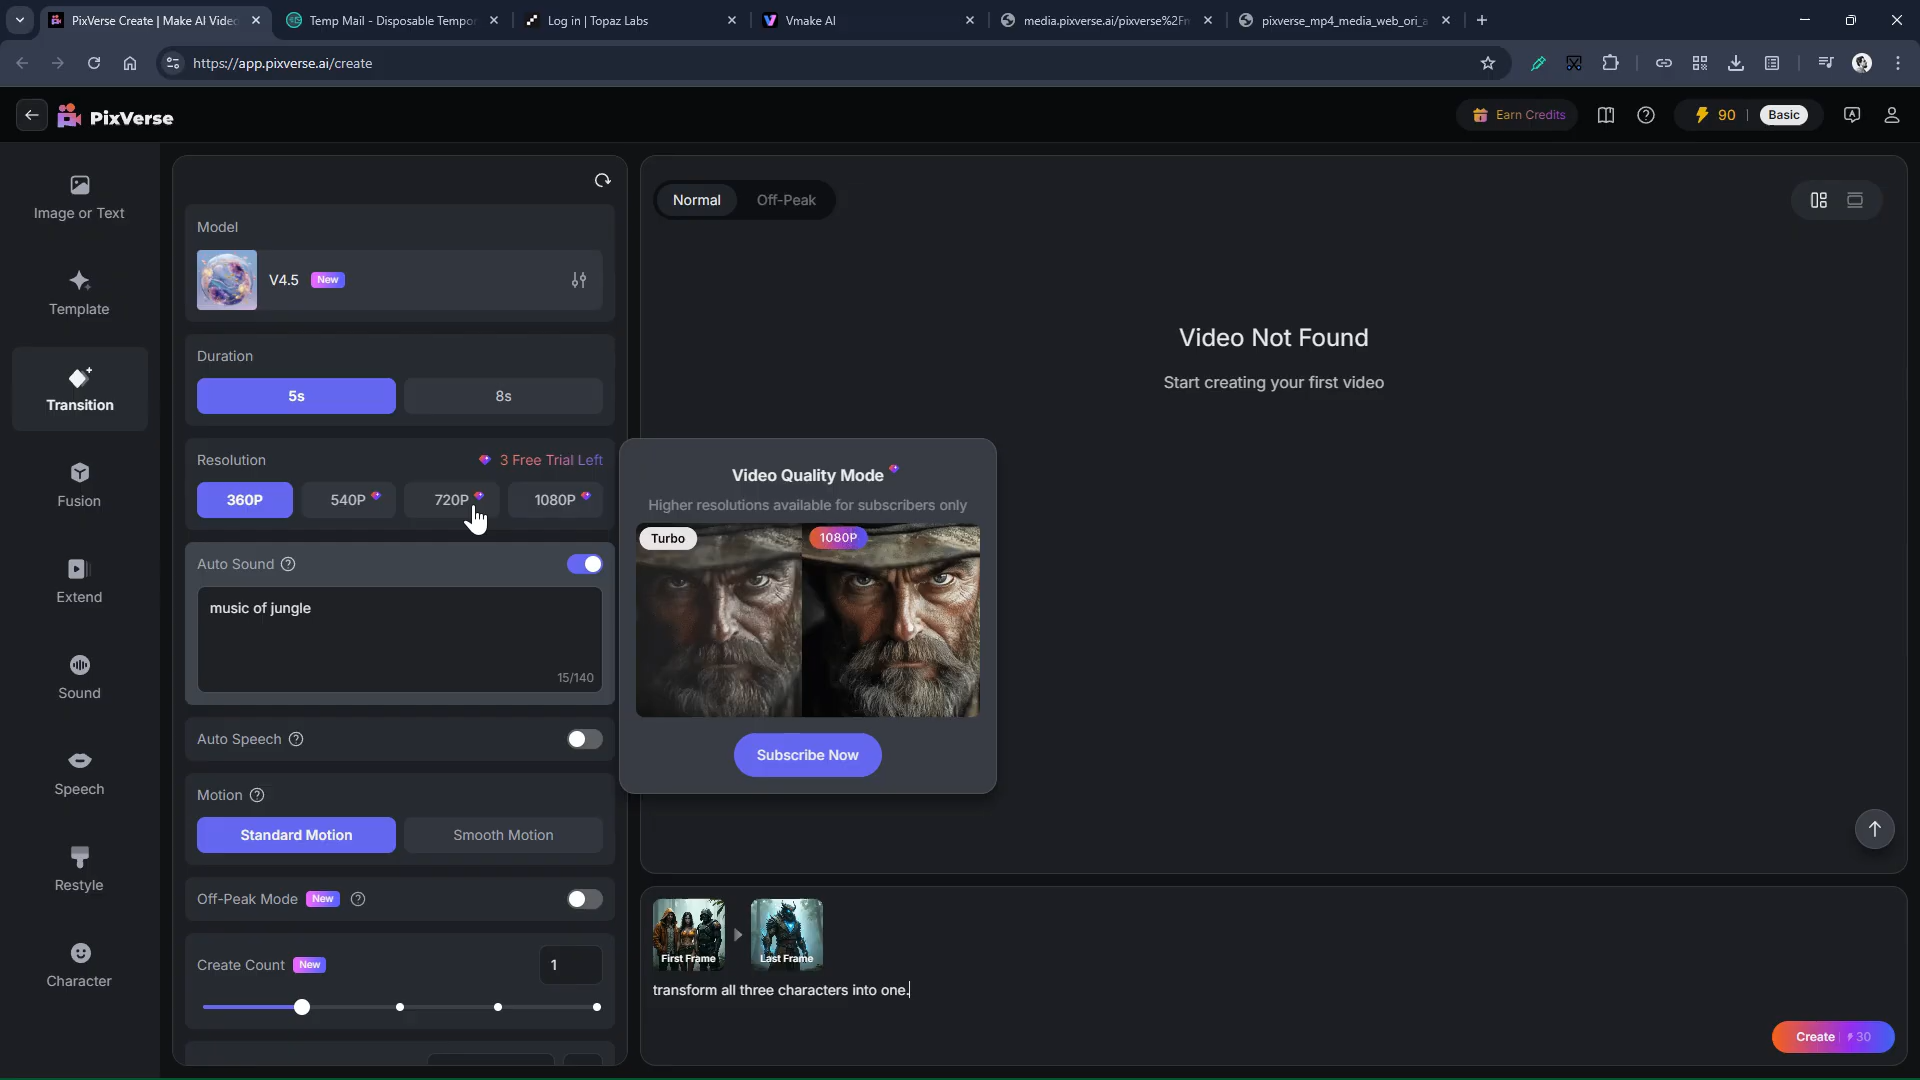 PixVerse Create | Make AI Video
Temp Mail - Disposable Tempor
Log in | Topaz Labs
Vmake AI
media.pixverse.ai/pixverse%2Fm
pixverse_mp4_media_web_ori_a
https://app.pixverse.ai/create
PixVerse
Earn Credits
90
Basic
Image or Text
Template
Transition
Fusion
Extend
Sound
Speech
Restyle
Character
Model
V4.5
New
Duration
5s
8s
Resolution
3 Free Trial Left
360P
540P
720P
1080P
Auto Sound
music of jungle
15/140
Auto Speech
Motion
Standard Motion
Smooth Motion
Off-Peak Mode
New
Create Count
New
1
Normal
Off-Peak
Video Not Found
Start creating your first video
Video Quality Mode
Higher resolutions available for subscribers only
Turbo
1080P
Subscribe Now
First Frame
Last Frame
transform all three characters into one.
Create
30